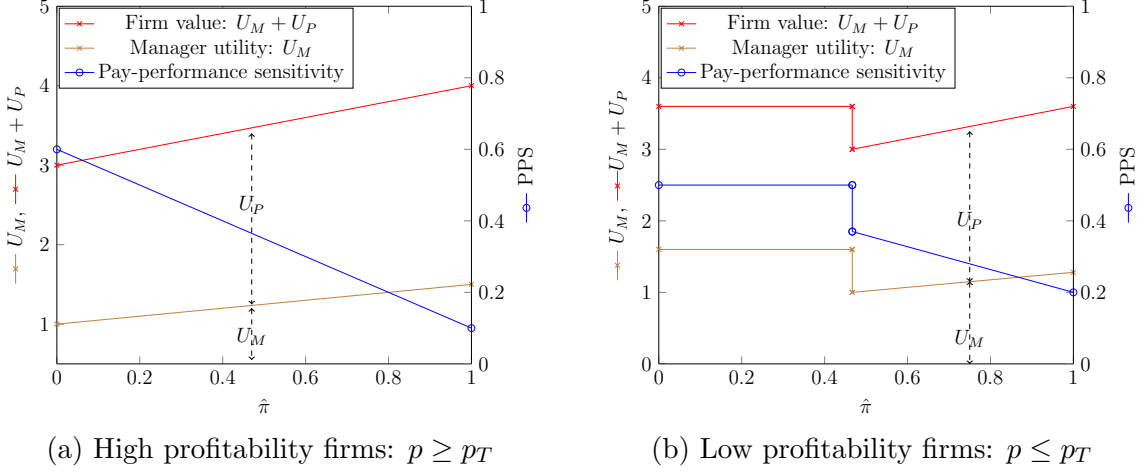 Firm value: U_M + U_P
Manager utility: U_M
Pay-performance sensitivity
5
4
3
2
1
1
0.8
0.6
0.4
0.2
0
0
0.2
0.4
0.6
0.8
1
U_M, U_M + U_P
PPS
U_P
U_M
π̂
(a) High profitability firms: p ≥ p_T
Firm value: U_M + U_P
Manager utility: U_M
Pay-performance sensitivity
5
4
3
2
1
0
1
0.8
0.6
0.4
0.2
0
0
0.2
0.4
0.6
0.8
1
U_M, U_M + U_P
PPS
U_P
U_M
π̂
(b) Low profitability firms: p ≤ p_T